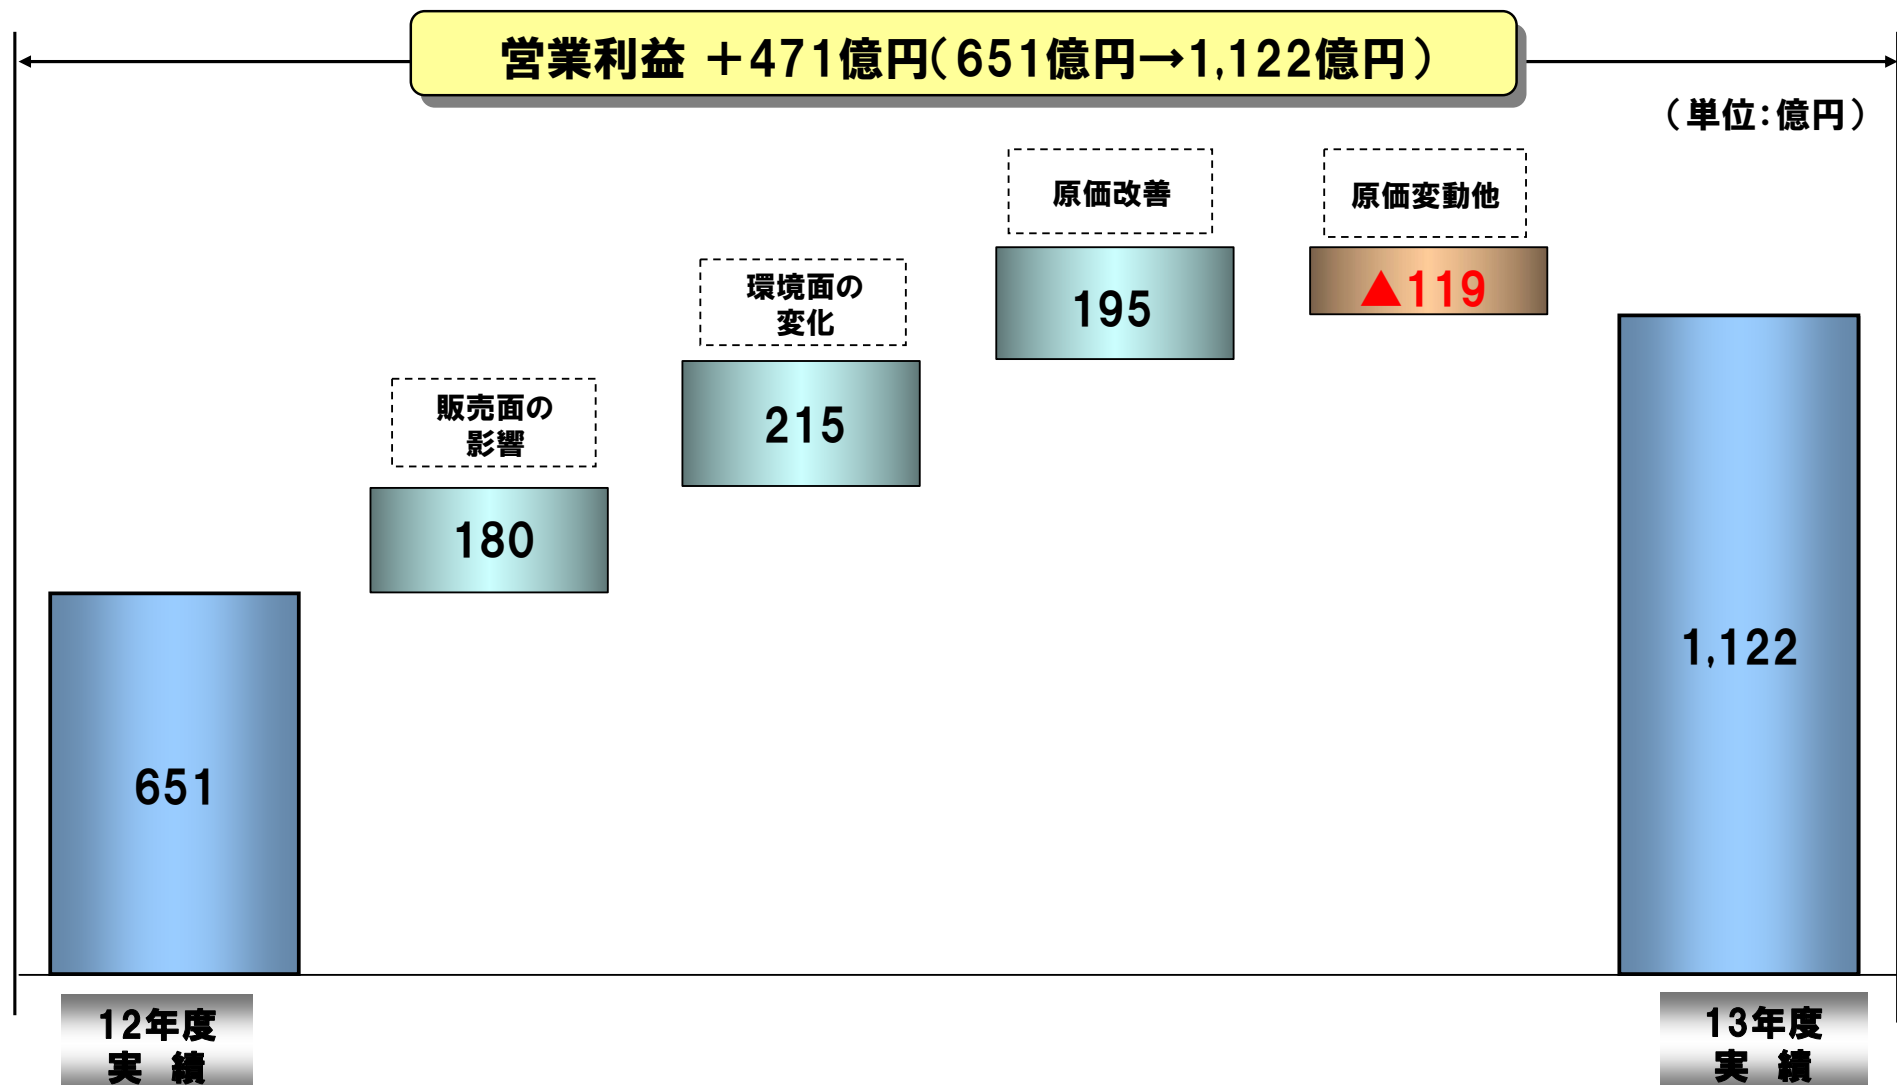 営業利益 ＋471億円（651億円→1,122億円）
（単位：億円）
原価改善
原価変動他
195
▲119
環境面の
変化
215
販売面の
影響
180
651
1,122
12年度
実 績
13年度
実 績